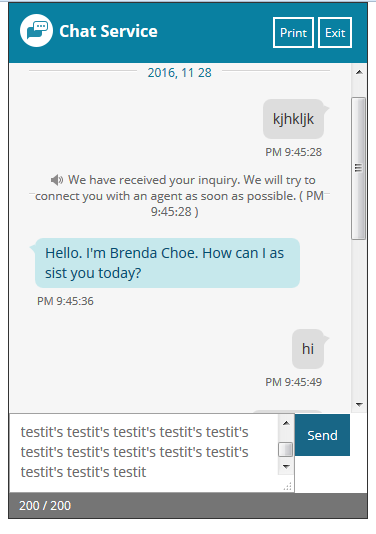 Chat Service
Print
Exit
2016, 11 28
kjhkljk
PM 9:45:28
We have received your inquiry. We will try to
connect you with an agent as soon as possible. ( PM
9:45:28 )
Hello. I'm Brenda Choe. How can I as
sist you today?
PM 9:45:36
hi
PM 9:45:49
testit's testit's testit's testit's testit's
testit's testit's testit's testit's testit's
testit's testit's testit
Send
200 / 200